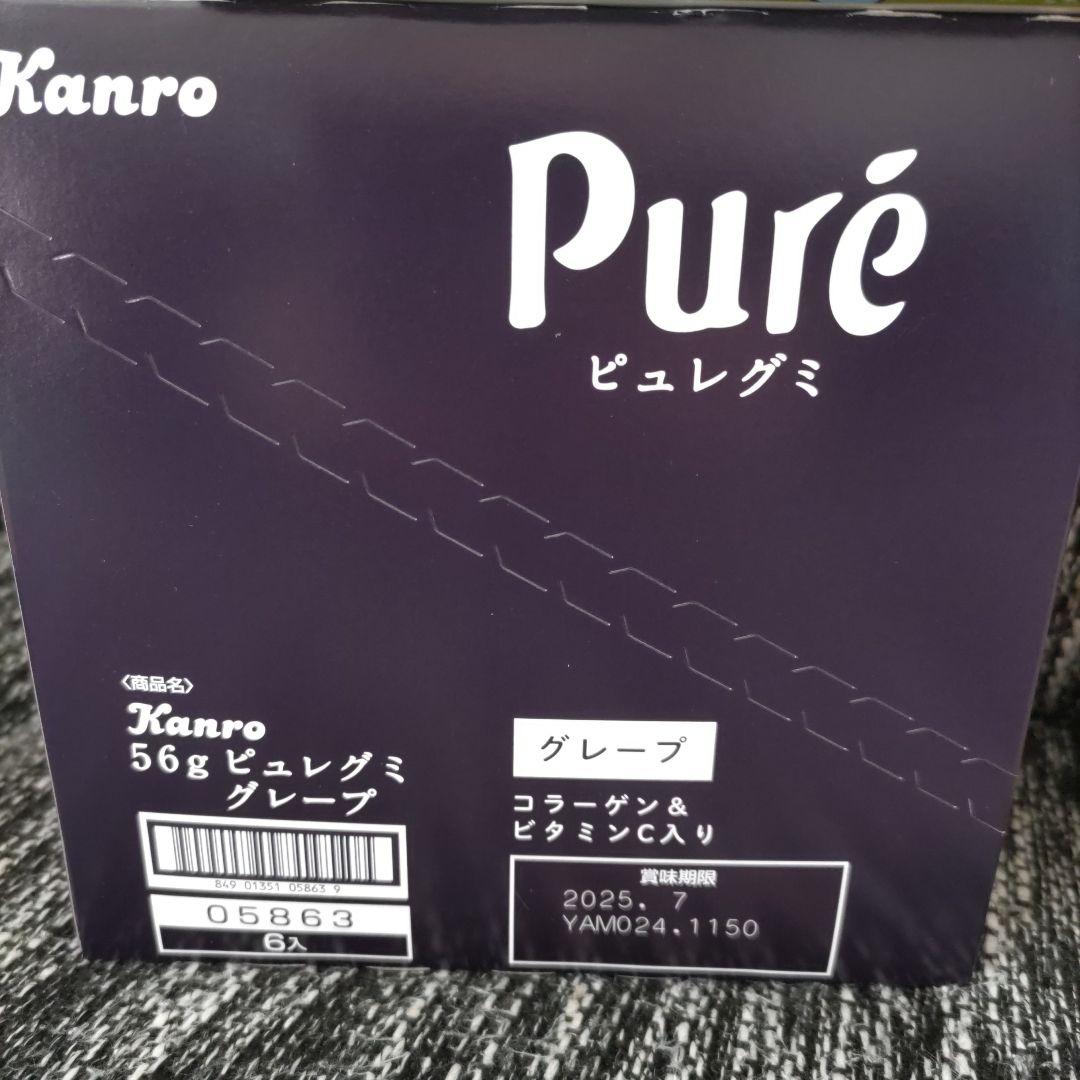 Kanro
Puré
ピュレグミ
〈商品名〉
Kanro
56g ピュレグミ
グレープ
849 01351 05863 9
05863
6入
グレープ
コラーゲン&
ビタミンC入り
賞味期限
2025. 7
YAM024.1150